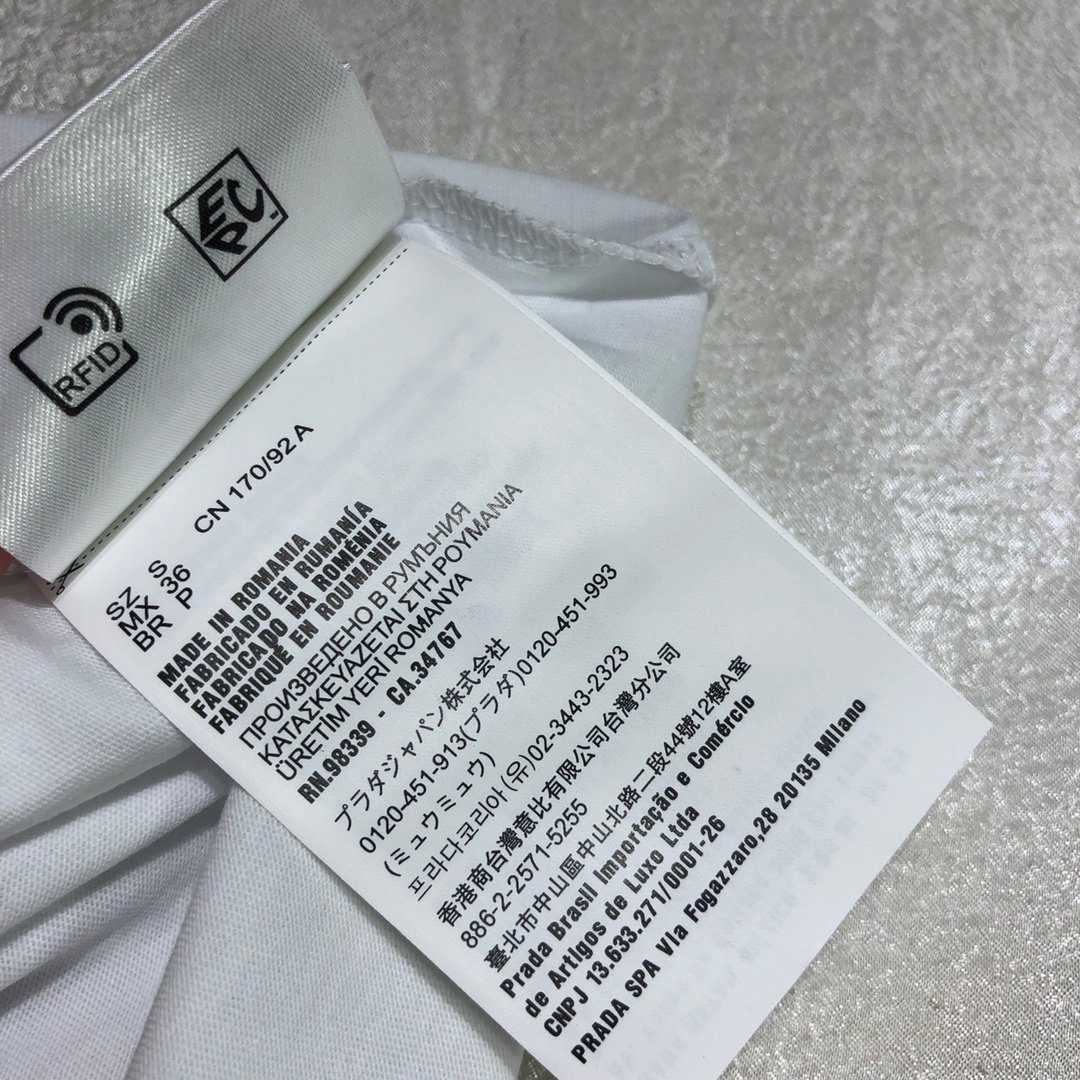 EPC
RFID
CN 170/92 A
SZ S
MX 36
BR P
MADE IN ROMANIA
FABRICADO EN RUMANÍA
FABRICADO NA ROMÉNIA
FABRIQUÉ EN ROUMANIE
ПРОИЗВЕДЕНО В РУМЪНИЯ
ΚΑΤΑΣΚΕΥΑΖΕΤΑΙ ΣΤΗ ΡΟΥΜΑΝΙΑ
ÜRETİM YERİ ROMANYA
RN.98339 - CA.34767
プラダジャパン株式会社
0120-451-913(プラダ)0120-451-993
(ミュウミュウ)
프라다코리아(유)02-3443-2323
香港商台灣意比有限公司台灣分公司
886-2-2571-5255
臺北市中山區中山北路二段44號12樓A室
Prada Brasil Importação e Comércio
de Artigos de Luxo Ltda
CNPJ 13.633.271/0001-26
PRADA SPA Via Fogazzaro,28 20135 Milano